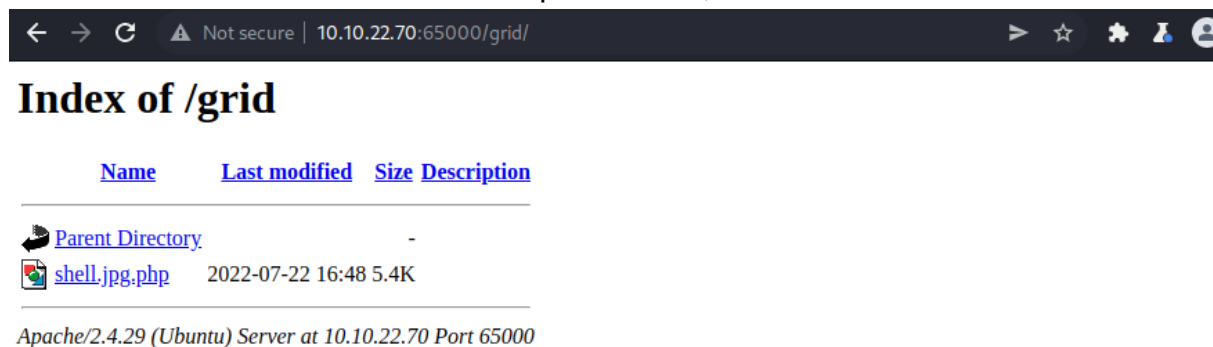 Not secure | 10.10.22.70:65000/grid/
Index of /grid
Name Last modified Size Description
Parent Directory -
shell.jpg.php 2022-07-22 16:48 5.4K
Apache/2.4.29 (Ubuntu) Server at 10.10.22.70 Port 65000